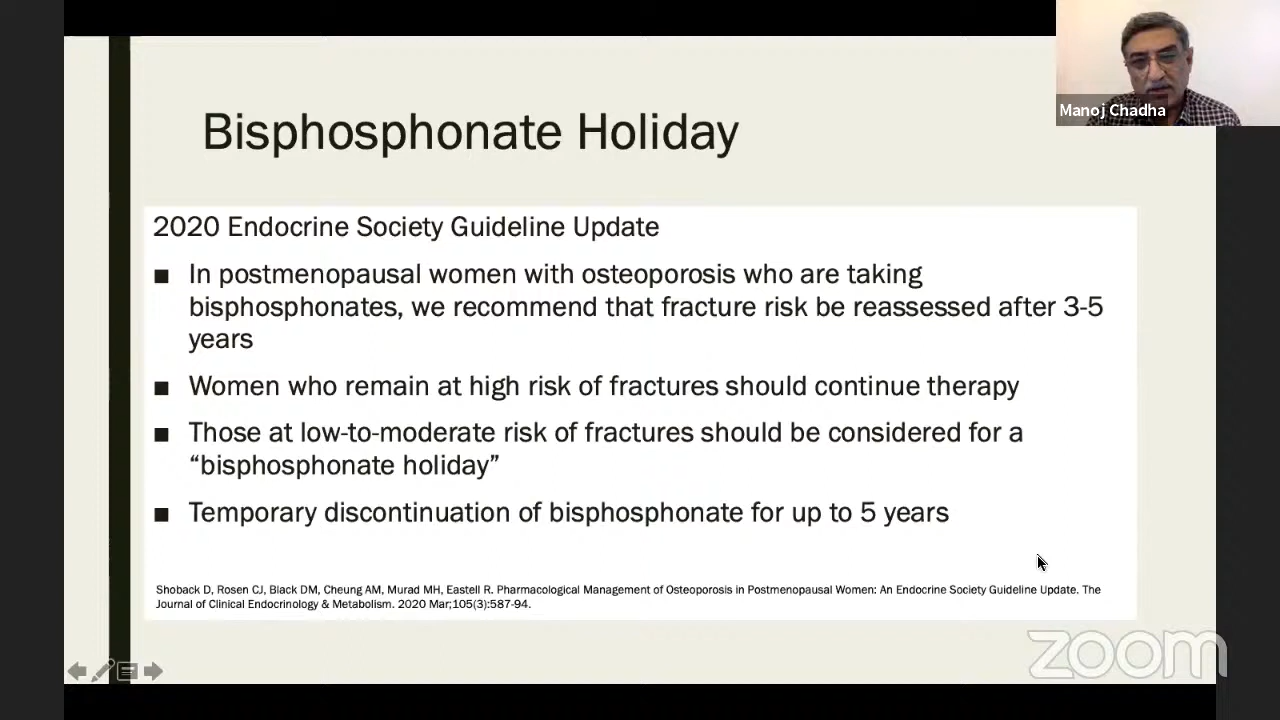 Manoj Chadha
Bisphosphonate Holiday
2020 Endocrine Society Guideline Update
■ In postmenopausal women with osteoporosis who are taking
bisphosphonates, we recommend that fracture risk be reassessed after 3-5
years
■ Women who remain at high risk of fractures should continue therapy
■ Those at low-to-moderate risk of fractures should be considered for a
“bisphosphonate holiday”
■ Temporary discontinuation of bisphosphonate for up to 5 years
Shoback D, Rosen CJ, Black DM, Cheung AM, Murad MH, Eastell R. Pharmacological Management of Osteoporosis in Postmenopausal Women: An Endocrine Society Guideline Update. The
Journal of Clinical Endocrinology & Metabolism. 2020 Mar;105(3):587-94.
zoom